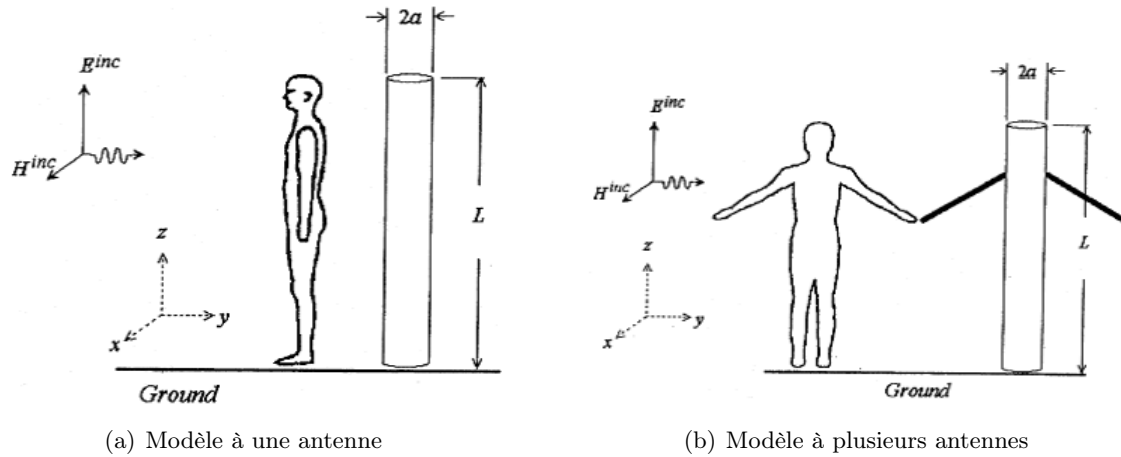 2a
E^{inc}
H^{inc}
L
z
y
x
Ground
(a) Modèle à une antenne
2a
E^{inc}
H^{inc}
L
z
y
x
Ground
(b) Modèle à plusieurs antennes